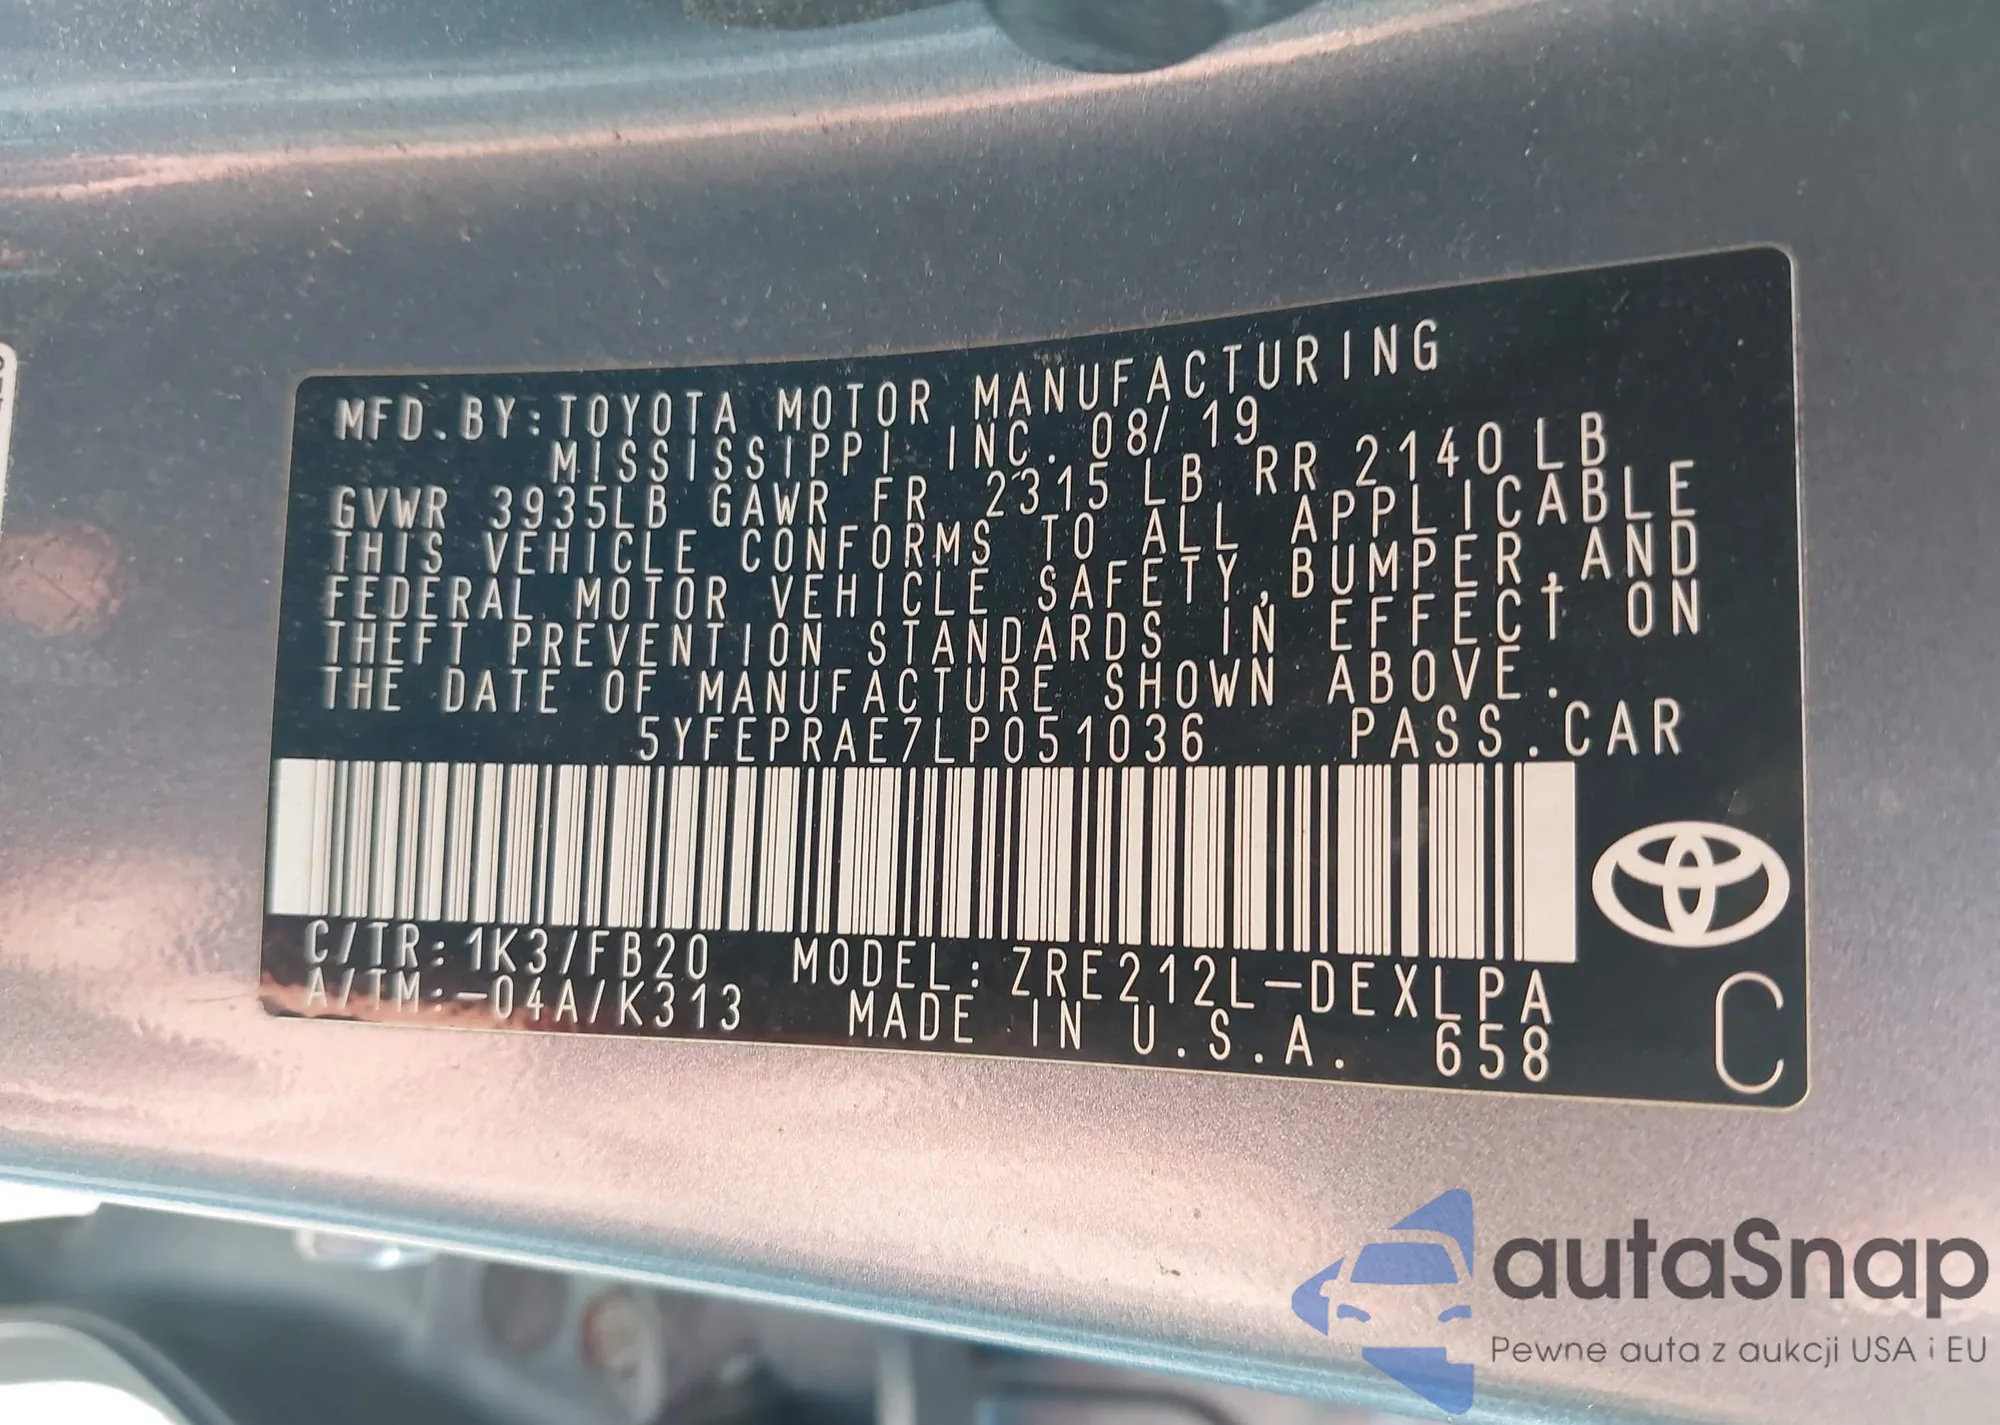 MFD.BY:TOYOTA MOTOR MANUFACTURING
MISSISSIPPI INC. 08/19
GVWR 3935LB GAWR FR 2315 LB RR 2140 LB
THIS VEHICLE CONFORMS TO ALL APPLICABLE
FEDERAL MOTOR VEHICLE SAFETY,BUMPER,AND
THEFT PREVENTION STANDARDS IN EFFECT ON
THE DATE OF MANUFACTURE SHOWN ABOVE.
5YFEPRAE7LP051036 PASS.CAR
C/TR:1K3/FB20 MODEL:ZRE212L-DEXLPA
A/TM:-04A/K313 MADE IN U.S.A. 658
C
autaSnap
Pewne auta z aukcji USA i EU